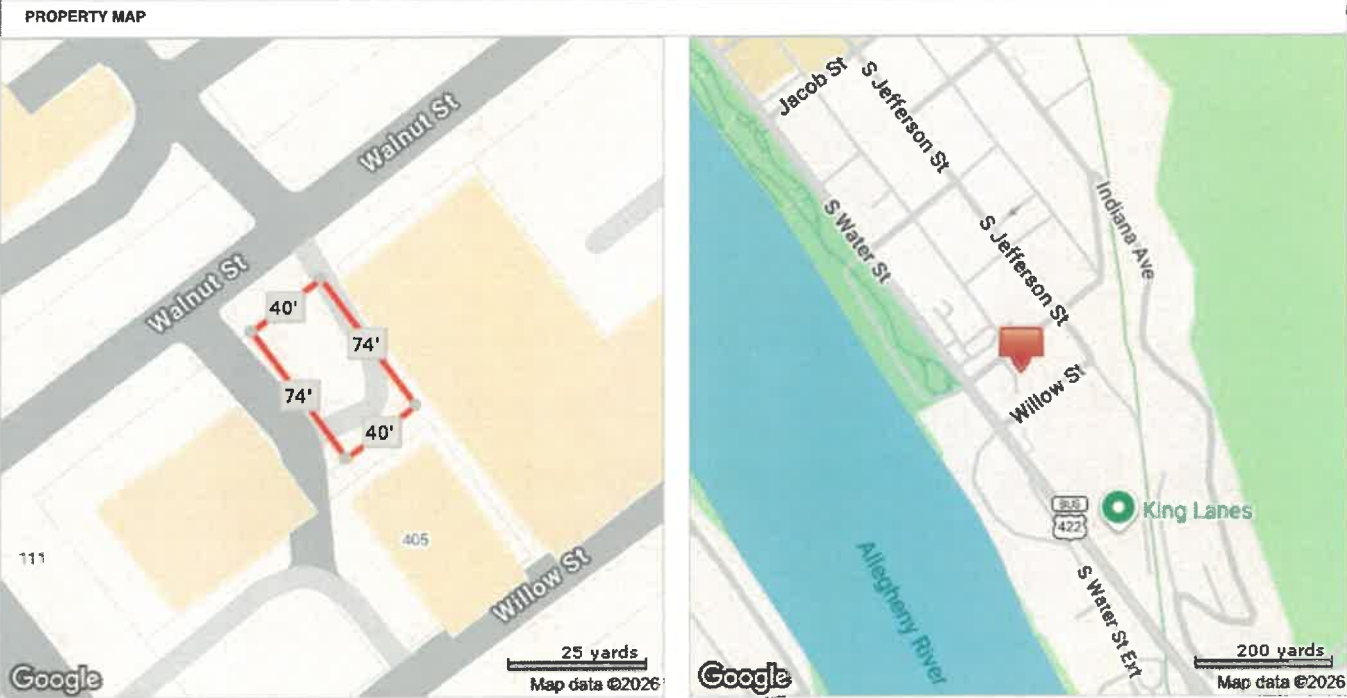 PROPERTY MAP
Walnut St
Walnut St
40'
74'
74'
40'
405
111
Willow St
25 yards
Google
Map data ©2026
Jacob St
S Jefferson St
Indiana Ave
S Water St
S Jefferson St
Willow St
BUS
422
King Lanes
Allegheny River
S Water St Ext
200 yards
Google
Map data ©2026